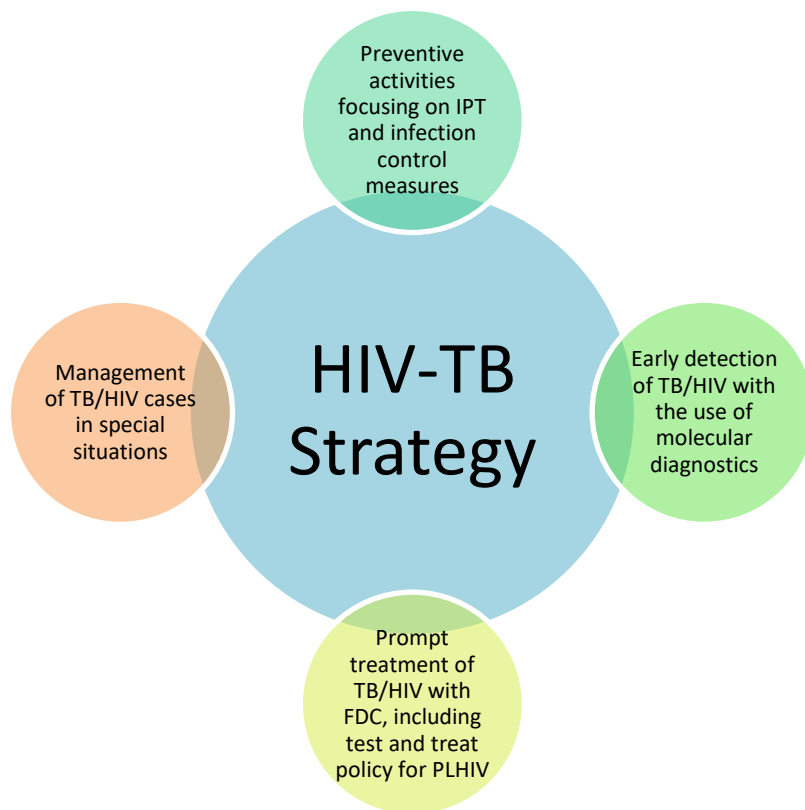 Preventive
activities
focusing on IPT
and infection
control
measures
HIV-TB
Strategy
Early detection
of TB/HIV with
the use of
molecular
diagnostics
Prompt
treatment of
TB/HIV with
FDC, including
test and treat
policy for PLHIV
Management
of TB/HIV cases
in special
situations